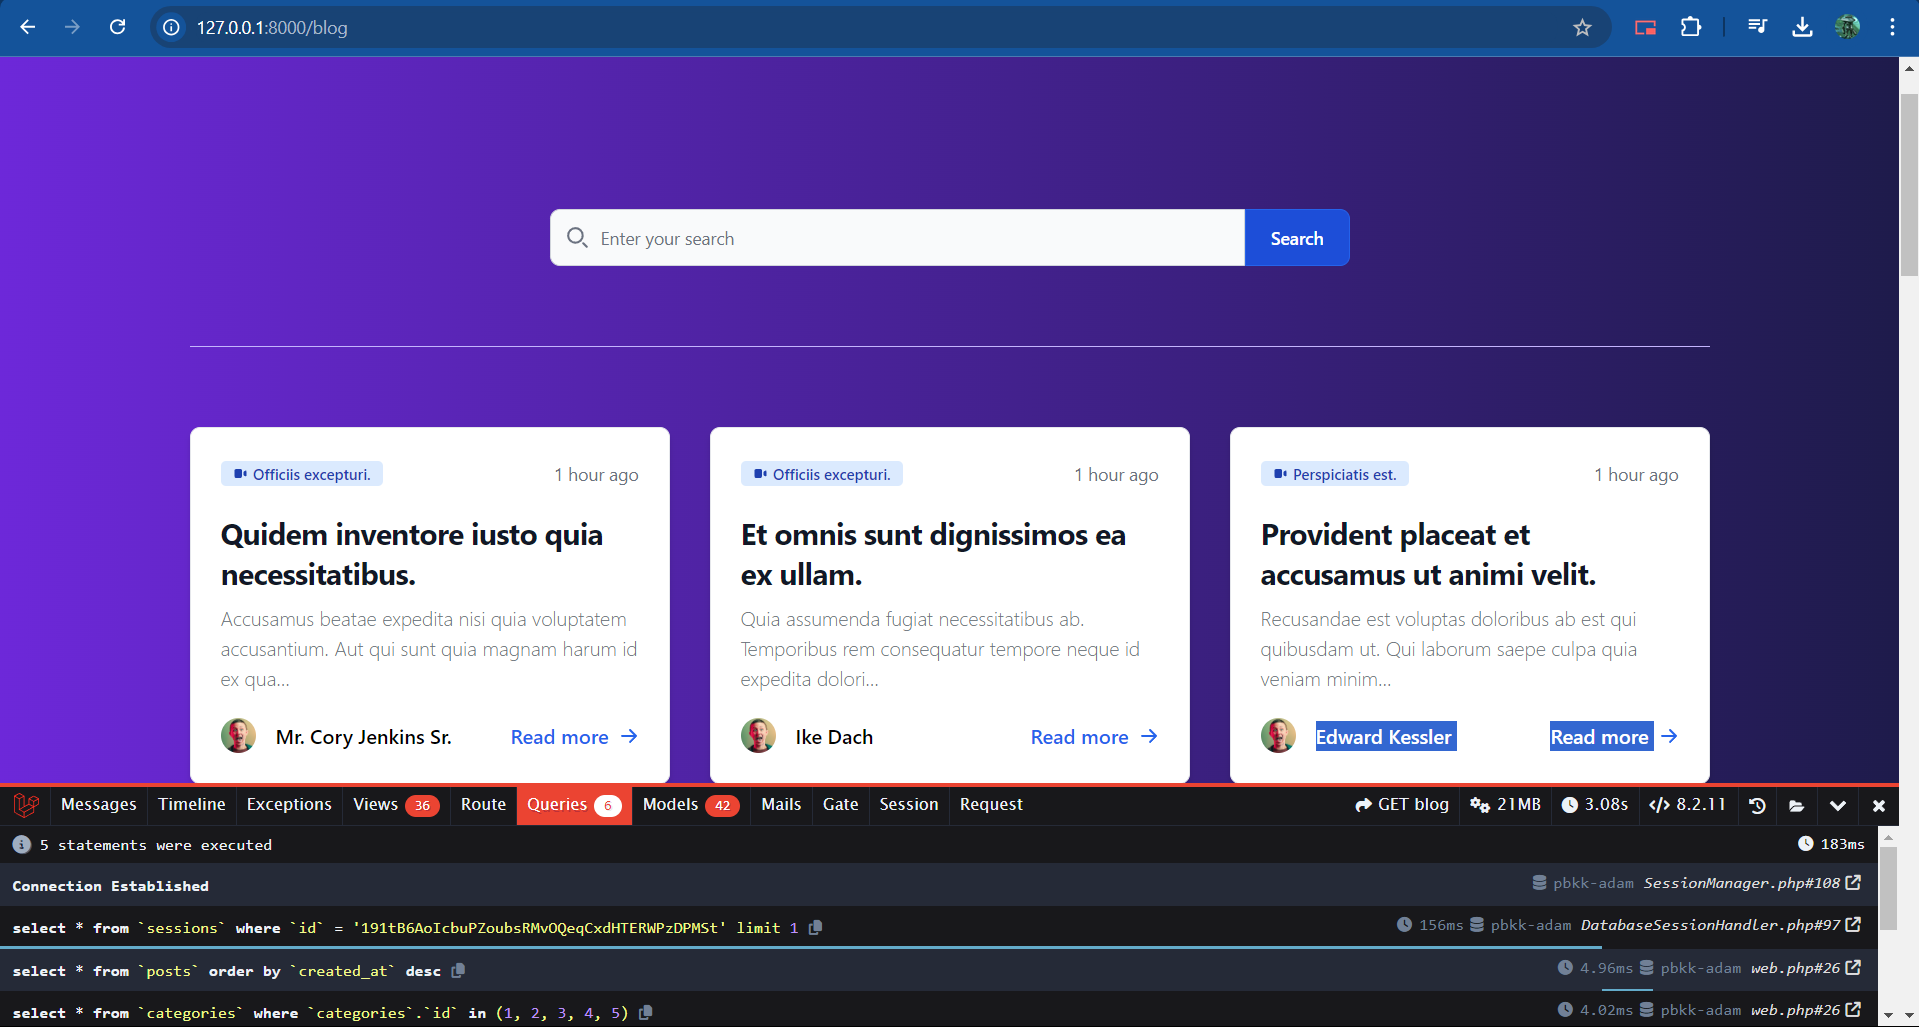 127.0.0.1:8000/blog
Enter your search
Search
Officiis excepturi.
1 hour ago
Quidem inventore iusto quia
necessitatibus.
Accusamus beatae expedita nisi quia voluptatem
accusantium. Aut qui sunt quia magnam harum id
ex qua...
Mr. Cory Jenkins Sr.
Read more
Officiis excepturi.
1 hour ago
Et omnis sunt dignissimos ea
ex ullam.
Quia assumenda fugiat necessitatibus ab.
Temporibus rem consequatur tempore neque id
expedita dolori...
Ike Dach
Read more
Perspiciatis est.
1 hour ago
Provident placeat et
accusamus ut animi velit.
Recusandae est voluptas doloribus ab est qui
quibusdam ut. Qui laborum saepe culpa quia
veniam minim...
Edward Kessler
Read more
Messages Timeline Exceptions Views 36 Route Queries 6 Models 42 Mails Gate Session Request GET blog 21MB 3.08s 8.2.11
5 statements were executed 183ms
Connection Established pbkk-adam SessionManager.php#108
select * from `sessions` where `id` = '191tB6AoIcbuPZoubsRMvOQeqCxdHTERWPzDPMSt' limit 1 156ms pbkk-adam DatabaseSessionHandler.php#97
select * from `posts` order by `created_at` desc 4.96ms pbkk-adam web.php#26
select * from `categories` where `categories`.`id` in (1, 2, 3, 4, 5) 4.02ms pbkk-adam web.php#26